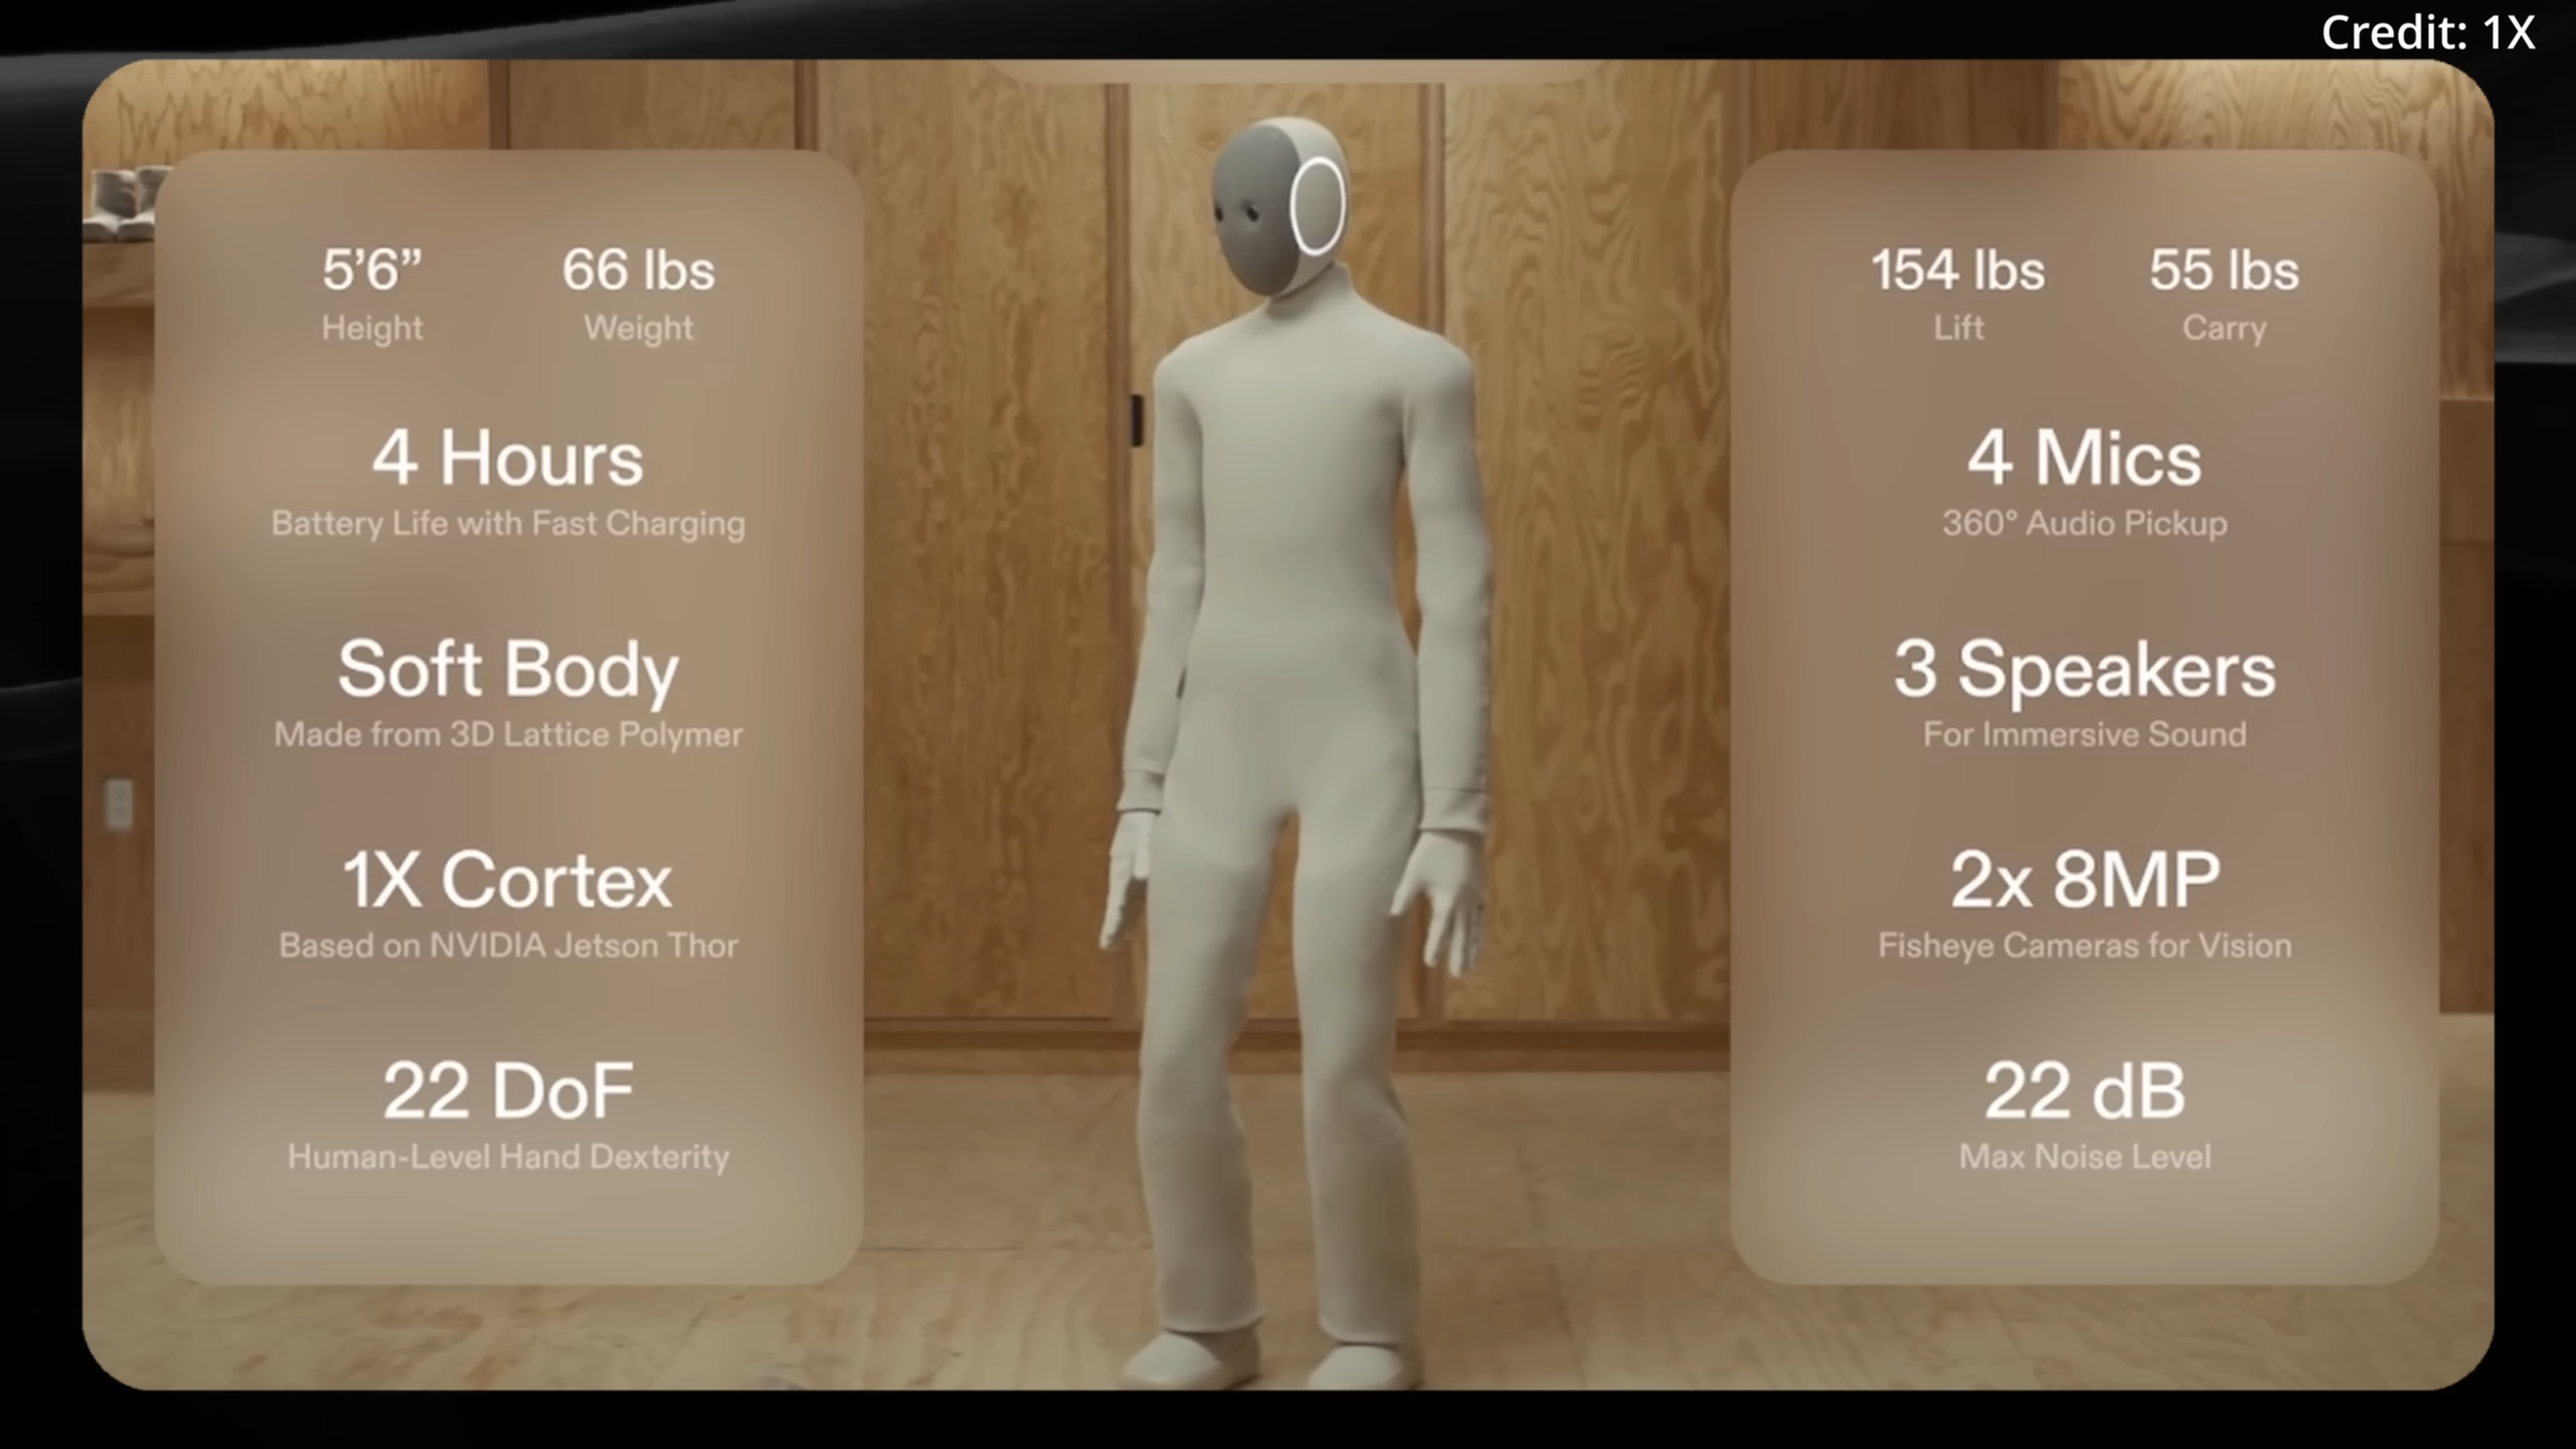 Credit: 1X
5’6” 66 lbs
Height Weight
4 Hours
Battery Life with Fast Charging
Soft Body
Made from 3D Lattice Polymer
1X Cortex
Based on NVIDIA Jetson Thor
22 DoF
Human-Level Hand Dexterity
154 lbs 55 lbs
Lift Carry
4 Mics
360° Audio Pickup
3 Speakers
For Immersive Sound
2x 8MP
Fisheye Cameras for Vision
22 dB
Max Noise Level